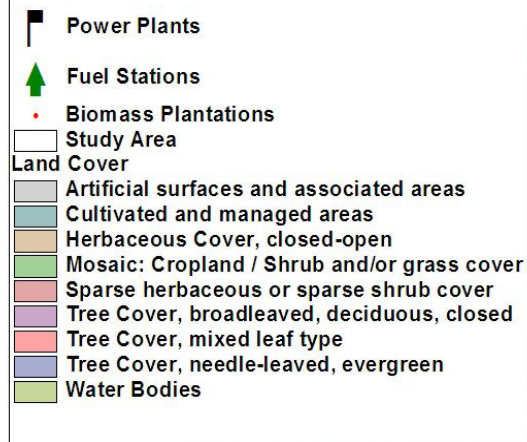 Power Plants
Fuel Stations
Biomass Plantations
Study Area
Land Cover
Artificial surfaces and associated areas
Cultivated and managed areas
Herbaceous Cover, closed-open
Mosaic: Cropland / Shrub and/or grass cover
Sparse herbaceous or sparse shrub cover
Tree Cover, broadleaved, deciduous, closed
Tree Cover, mixed leaf type
Tree Cover, needle-leaved, evergreen
Water Bodies